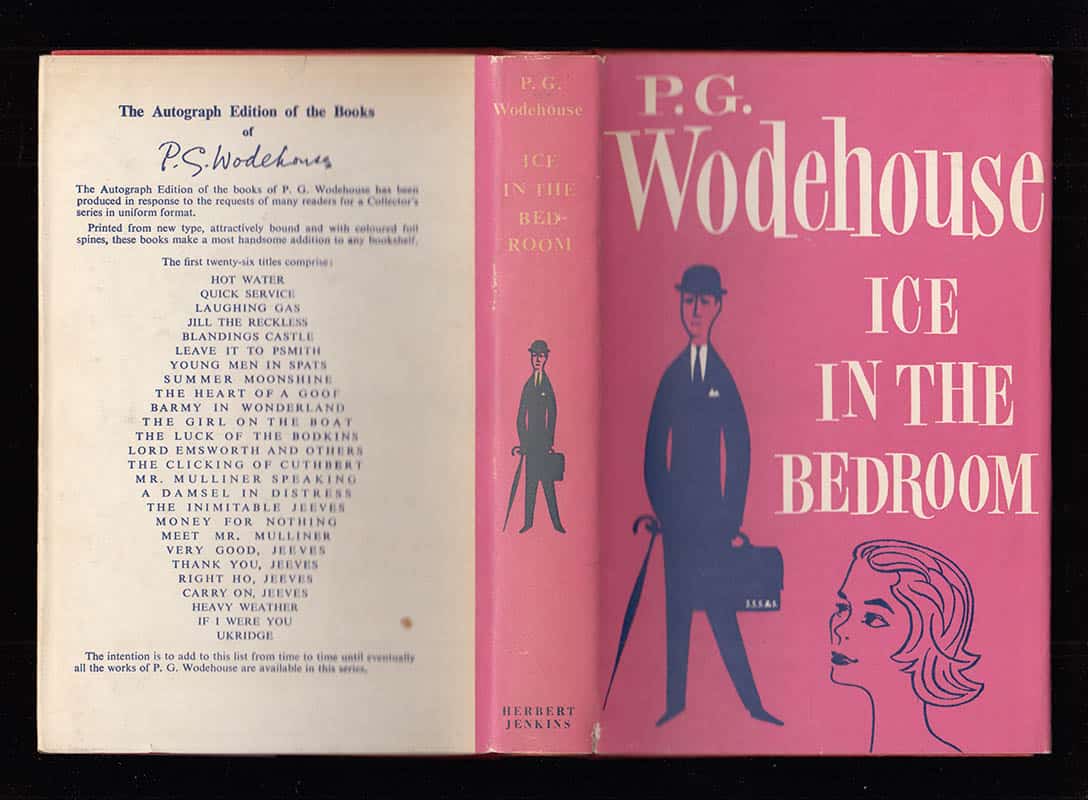 The Autograph Edition of the Books
of
P. G. Wodehouse
The Autograph Edition of the books of P. G. Wodehouse has been
produced in response to the requests of many readers for a Collector's
series in uniform format.
Printed from new type, attractively bound and with coloured foil
spines, these books make a most handsome addition to any bookshelf.
The first twenty-six titles comprise:
HOT WATER
QUICK SERVICE
LAUGHING GAS
JILL THE RECKLESS
BLANDINGS CASTLE
LEAVE IT TO PSMITH
YOUNG MEN IN SPATS
SUMMER MOONSHINE
THE HEART OF A GOOF
BARMY IN WONDERLAND
THE GIRL ON THE BOAT
THE LUCK OF THE BODKINS
LORD EMSWORTH AND OTHERS
THE CLICKING OF CUTHBERT
MR. MULLINER SPEAKING
A DAMSEL IN DISTRESS
THE INIMITABLE JEEVES
MONEY FOR NOTHING
MEET MR. MULLINER
VERY GOOD, JEEVES
THANK YOU, JEEVES
RIGHT HO, JEEVES
CARRY ON, JEEVES
HEAVY WEATHER
IF I WERE YOU
UKRIDGE
The intention is to add to this list from time to time until eventually
all the works of P. G. Wodehouse are available in this series.
P. G.
Wodehouse
ICE
IN THE
BED-
ROOM
HERBERT
JENKINS
P.G.
Wodehouse
ICE
IN THE
BEDROOM
S.S.S.&S.